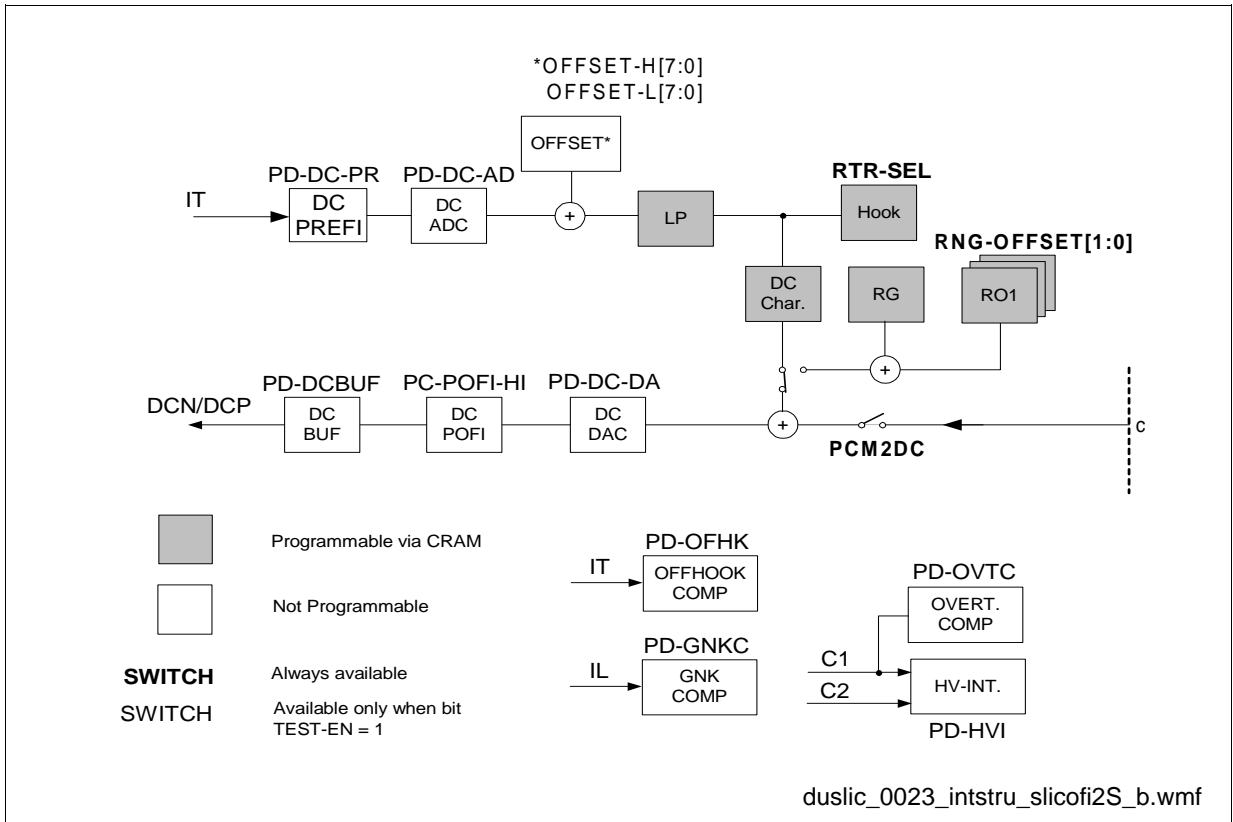 *OFFSET-H[7:0]
OFFSET-L[7:0]
OFFSET*
PD-DC-PR
PD-DC-AD
RTR-SEL
IT
DC
PREFI
DC
ADC
+
LP
Hook
RNG-OFFSET[1:0]
DC
Char.
RG
RO1
+
PD-DCBUF
PC-POFI-HI
PD-DC-DA
DCN/DCP
DC
BUF
DC
POFI
DC
DAC
+
PCM2DC
C
Programmable via CRAM
Not Programmable
SWITCH
Always available
SWITCH
Available only when bit
TEST-EN = 1
PD-OFHK
IT
OFFHOOK
COMP
PD-GNKC
IL
GNK
COMP
PD-OVTC
OVERT.
COMP
C1
C2
HV-INT.
PD-HVI
duslic_0023_intstru_slicofi2S_b.wmf